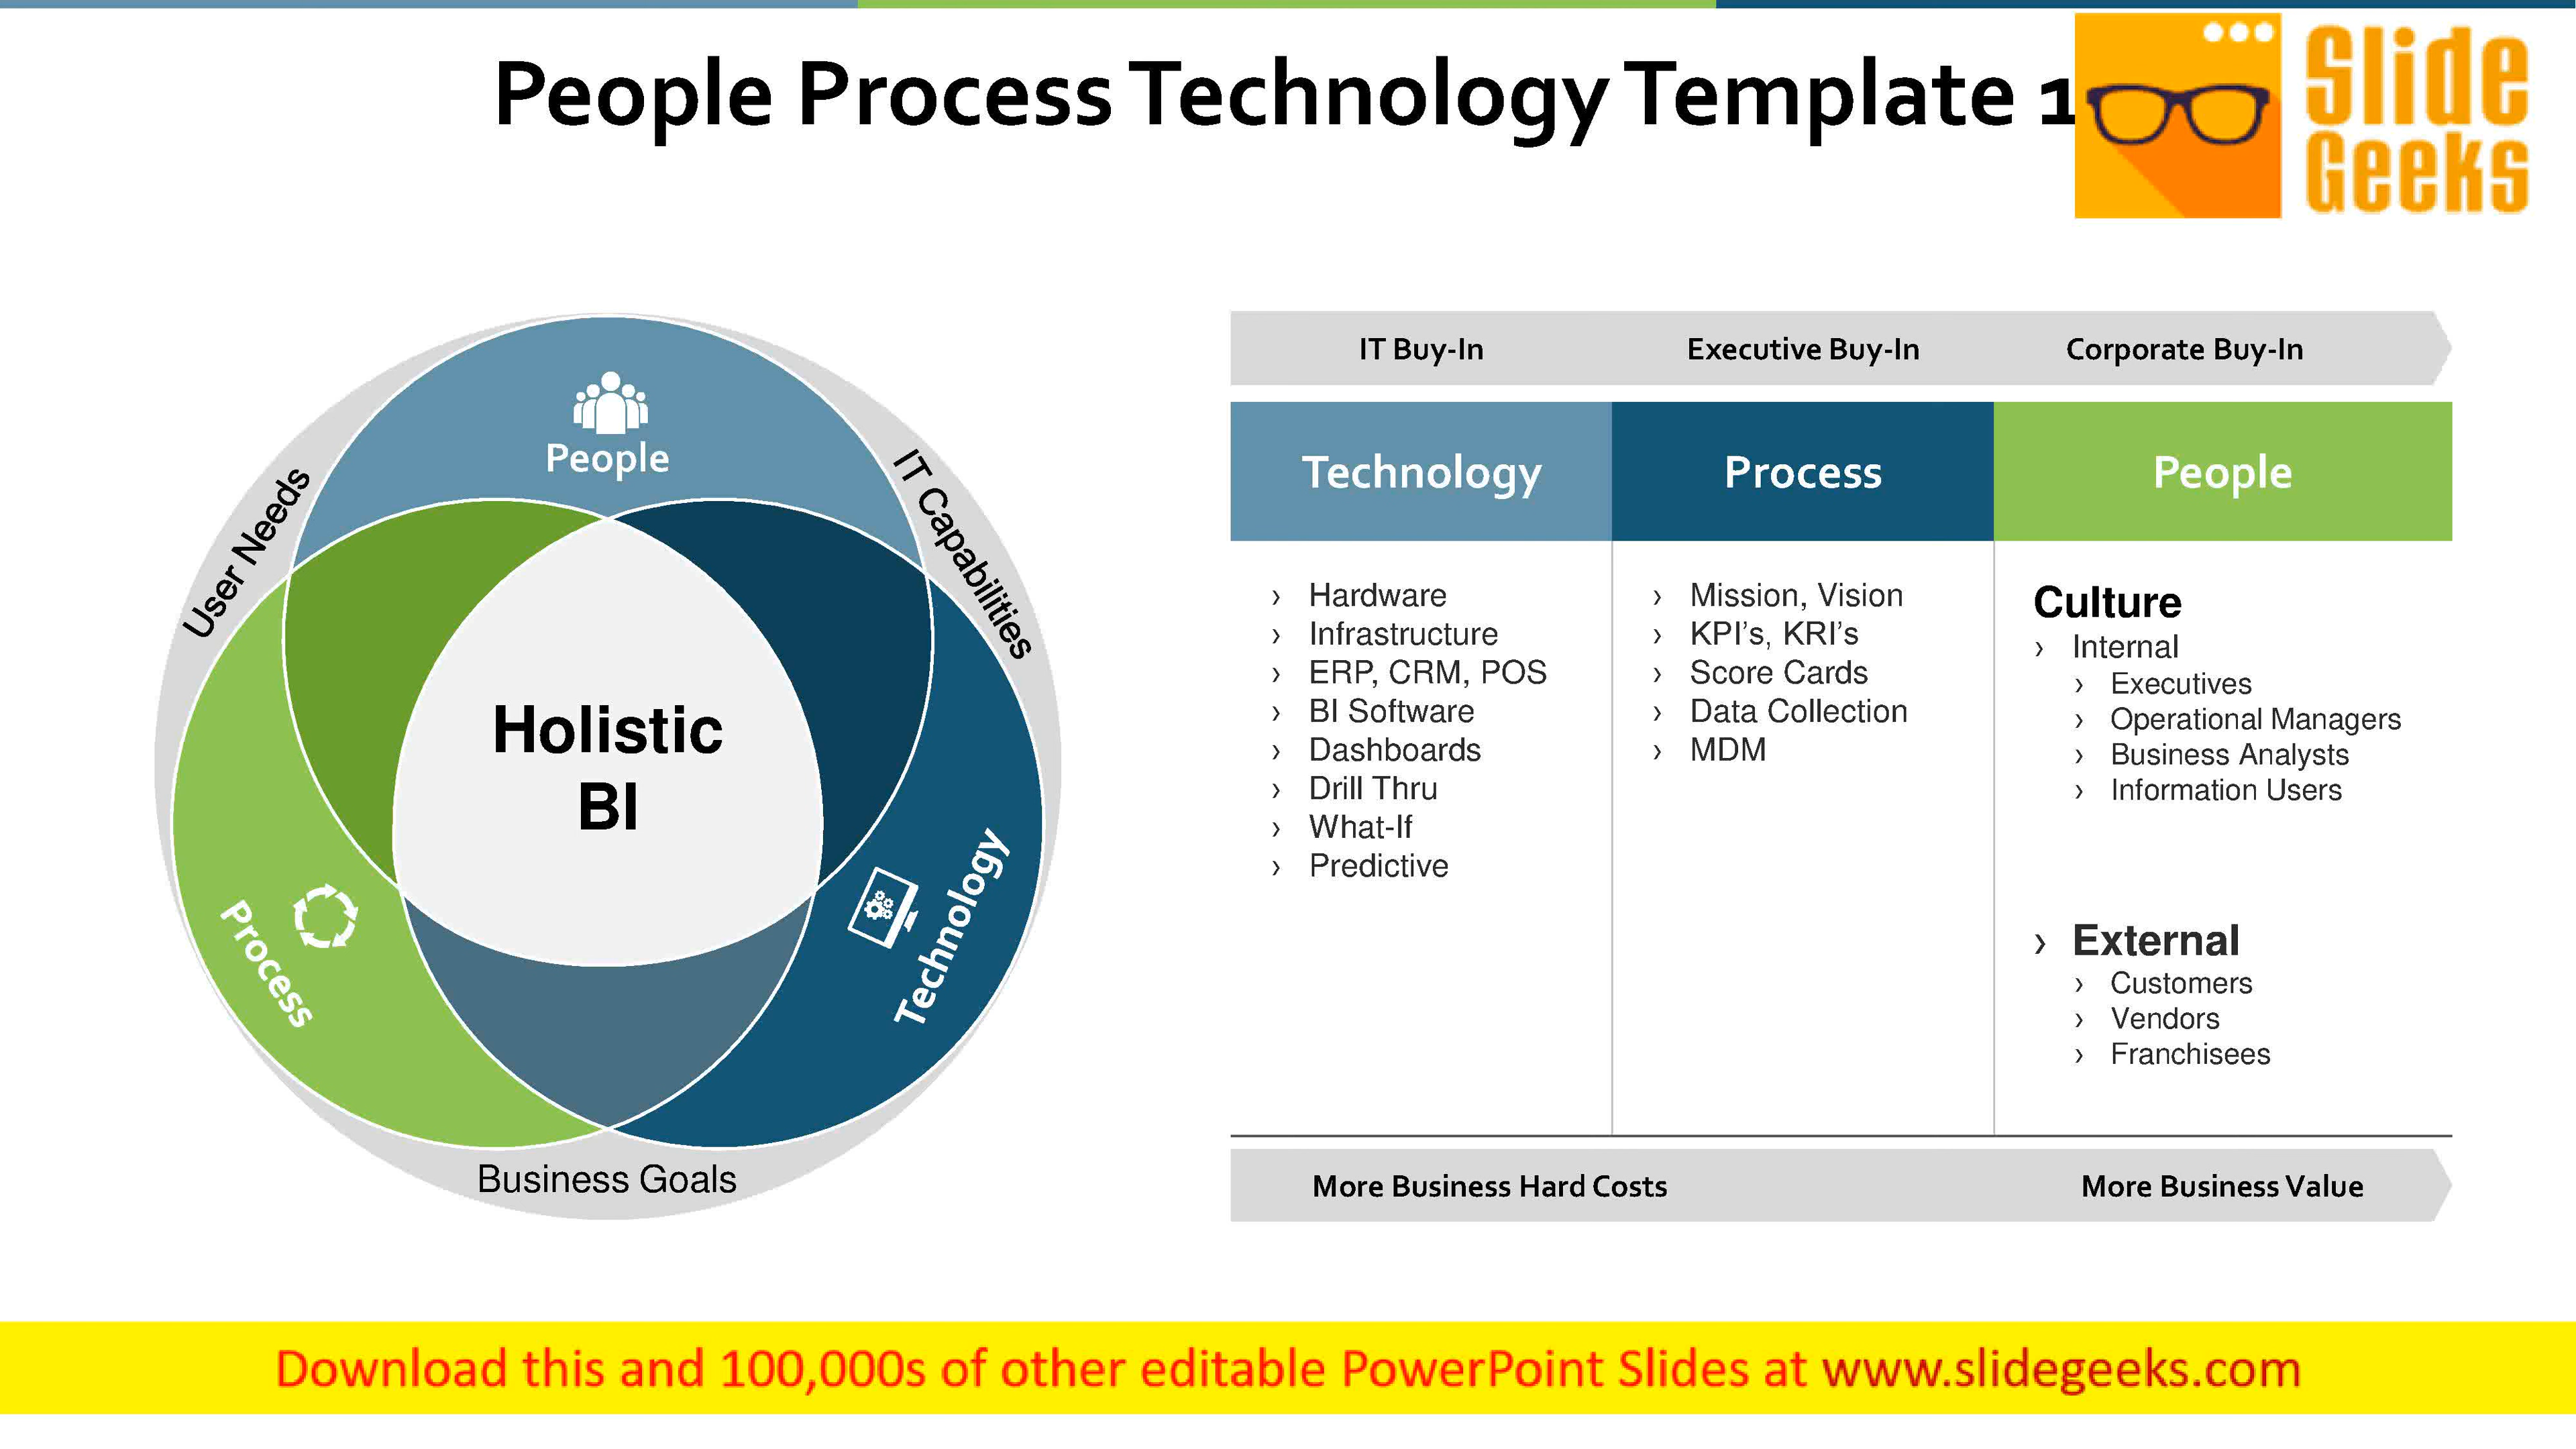 People Process Technology Template 1
Slide
Geeks
People
User Needs
IT Capabilities
Holistic
BI
Process
Technology
Business Goals
IT Buy-In Executive Buy-In Corporate Buy-In
Technology Process People
› Hardware
› Infrastructure
› ERP, CRM, POS
› BI Software
› Dashboards
› Drill Thru
› What-If
› Predictive
› Mission, Vision
› KPI’s, KRI’s
› Score Cards
› Data Collection
› MDM
Culture
› Internal
› Executives
› Operational Managers
› Business Analysts
› Information Users
› External
› Customers
› Vendors
› Franchisees
More Business Hard Costs More Business Value
Download this and 100,000s of other editable PowerPoint Slides at www.slidegeeks.com